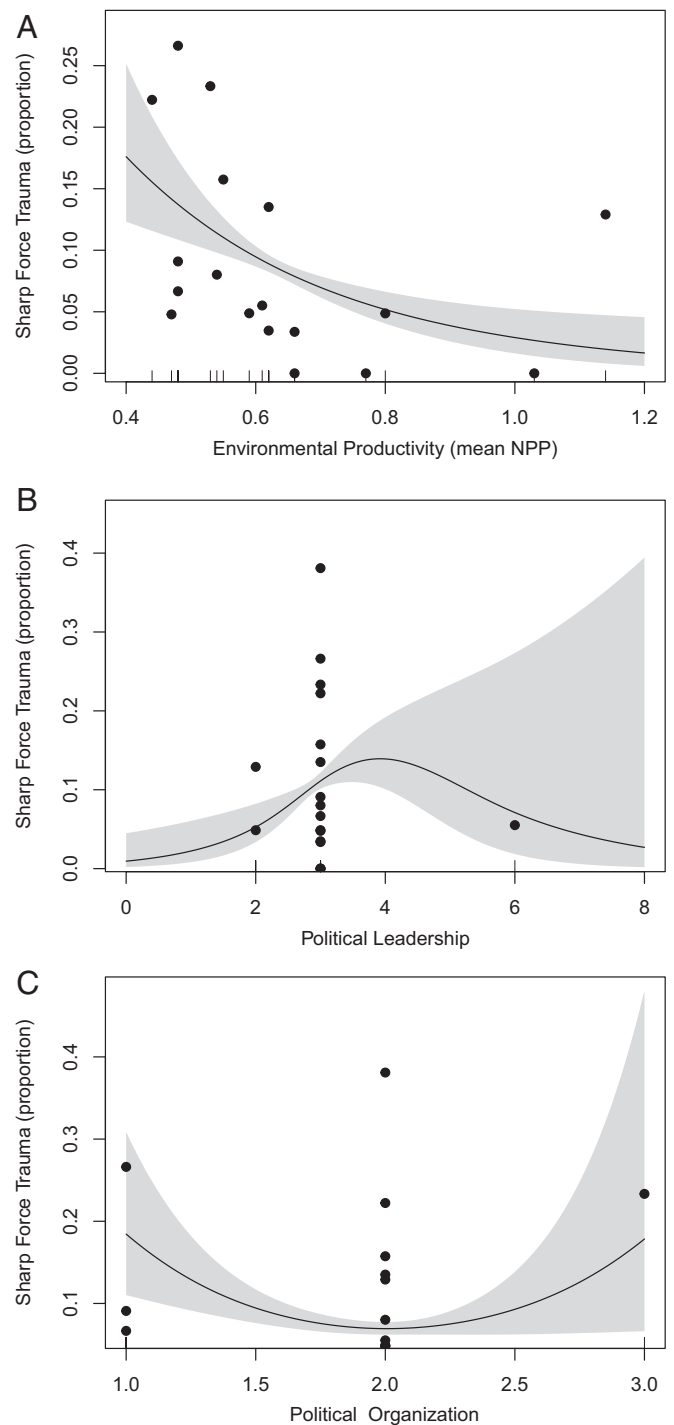 A
Sharp Force Trauma (proportion)
0.25
0.20
0.15
0.10
0.05
0.00
0.4 0.6 0.8 1.0 1.2
Environmental Productivity (mean NPP)
B
Sharp Force Trauma (proportion)
0.4
0.3
0.2
0.1
0.0
0 2 4 6 8
Political Leadership
C
Sharp Force Trauma (proportion)
0.4
0.3
0.2
0.1
1.0 1.5 2.0 2.5 3.0
Political Organization